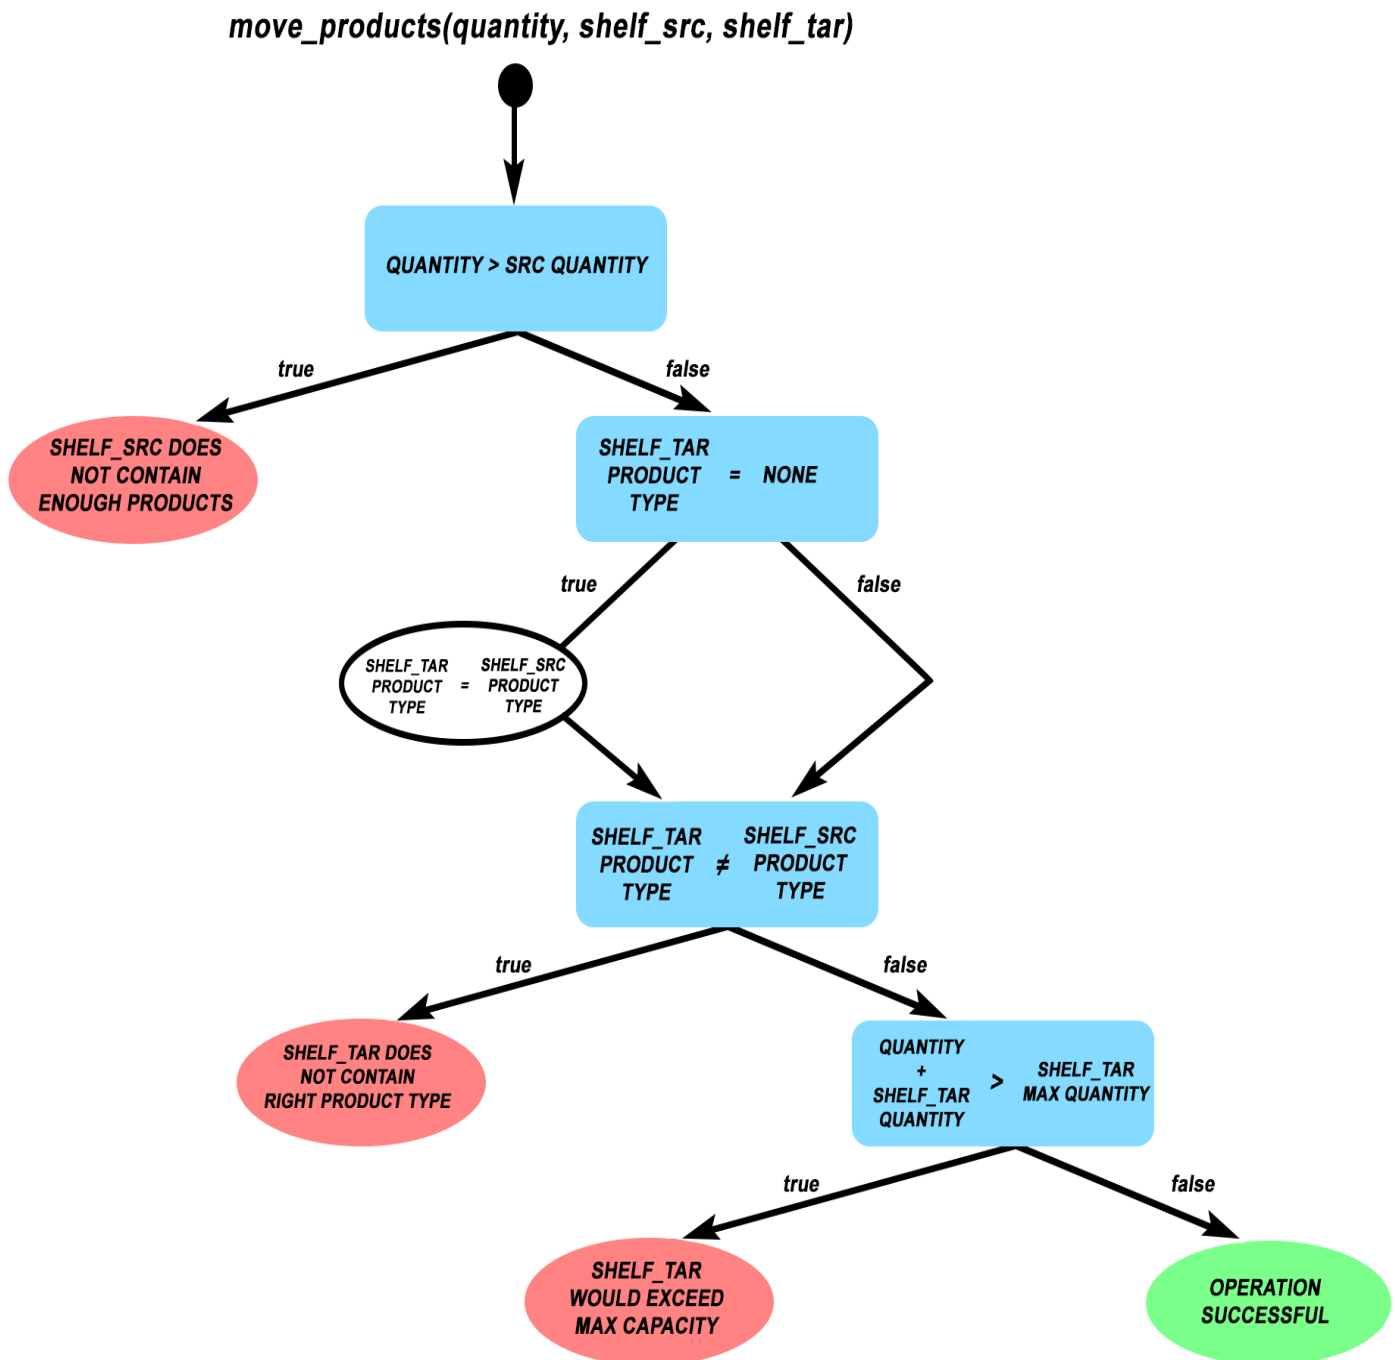 move_products(quantity, shelf_src, shelf_tar)
QUANTITY > SRC QUANTITY
true
false
SHELF_SRC DOES
NOT CONTAIN
ENOUGH PRODUCTS
SHELF_TAR
PRODUCT = NONE
TYPE
true
false
SHELF_TAR SHELF_SRC
PRODUCT = PRODUCT
TYPE TYPE
SHELF_TAR SHELF_SRC
PRODUCT ≠ PRODUCT
TYPE TYPE
true
false
SHELF_TAR DOES
NOT CONTAIN
RIGHT PRODUCT TYPE
QUANTITY
+
SHELF_TAR
QUANTITY
>
SHELF_TAR
MAX QUANTITY
true
false
SHELF_TAR
WOULD EXCEED
MAX CAPACITY
OPERATION
SUCCESSFUL